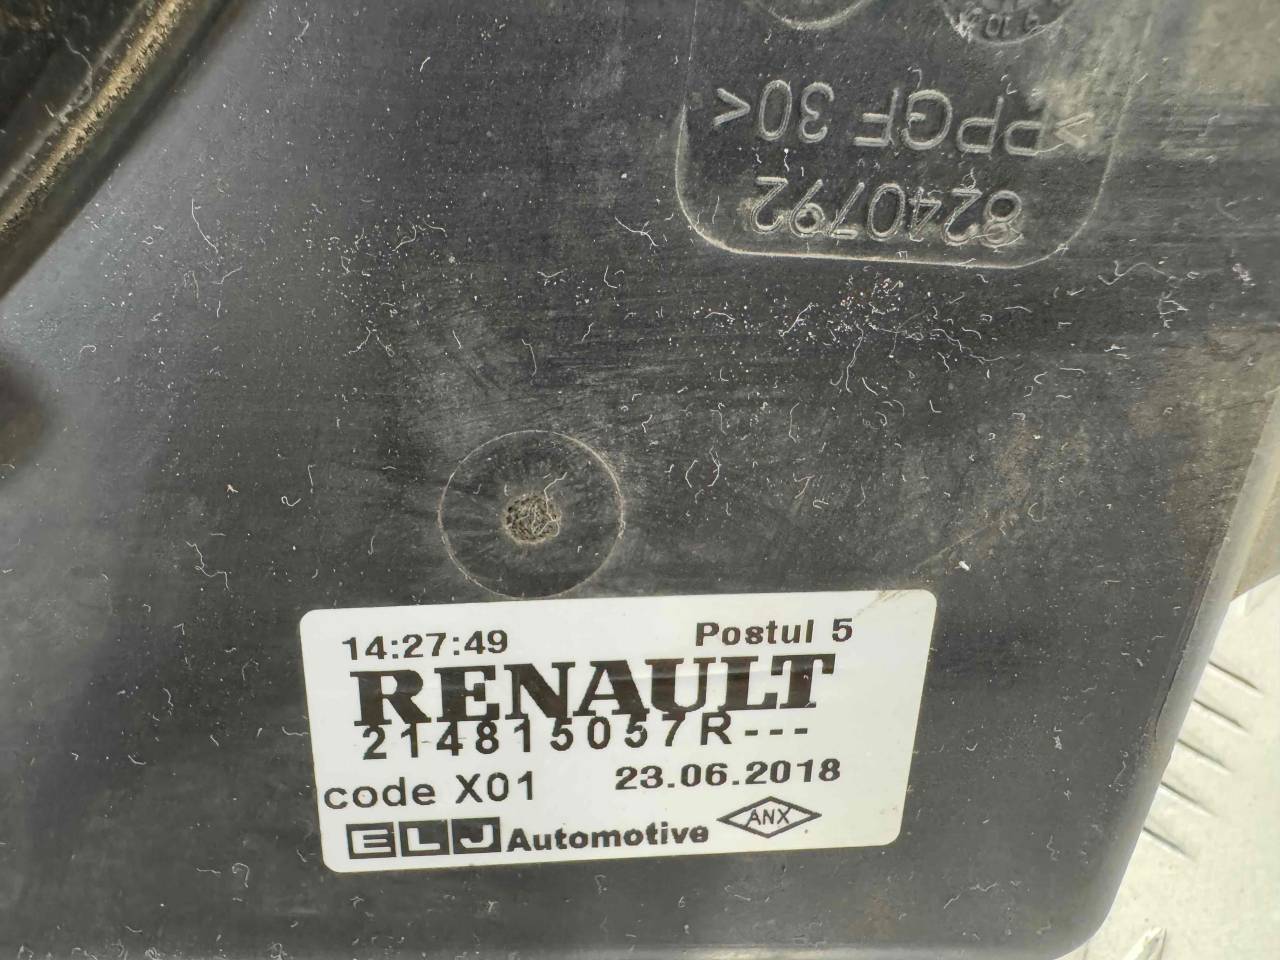 >PPGF 30<
8240792
14:27:49 Postul 5
RENAULT
214815057R---
code X01 23.06.2018
ELJ Automotive ANX